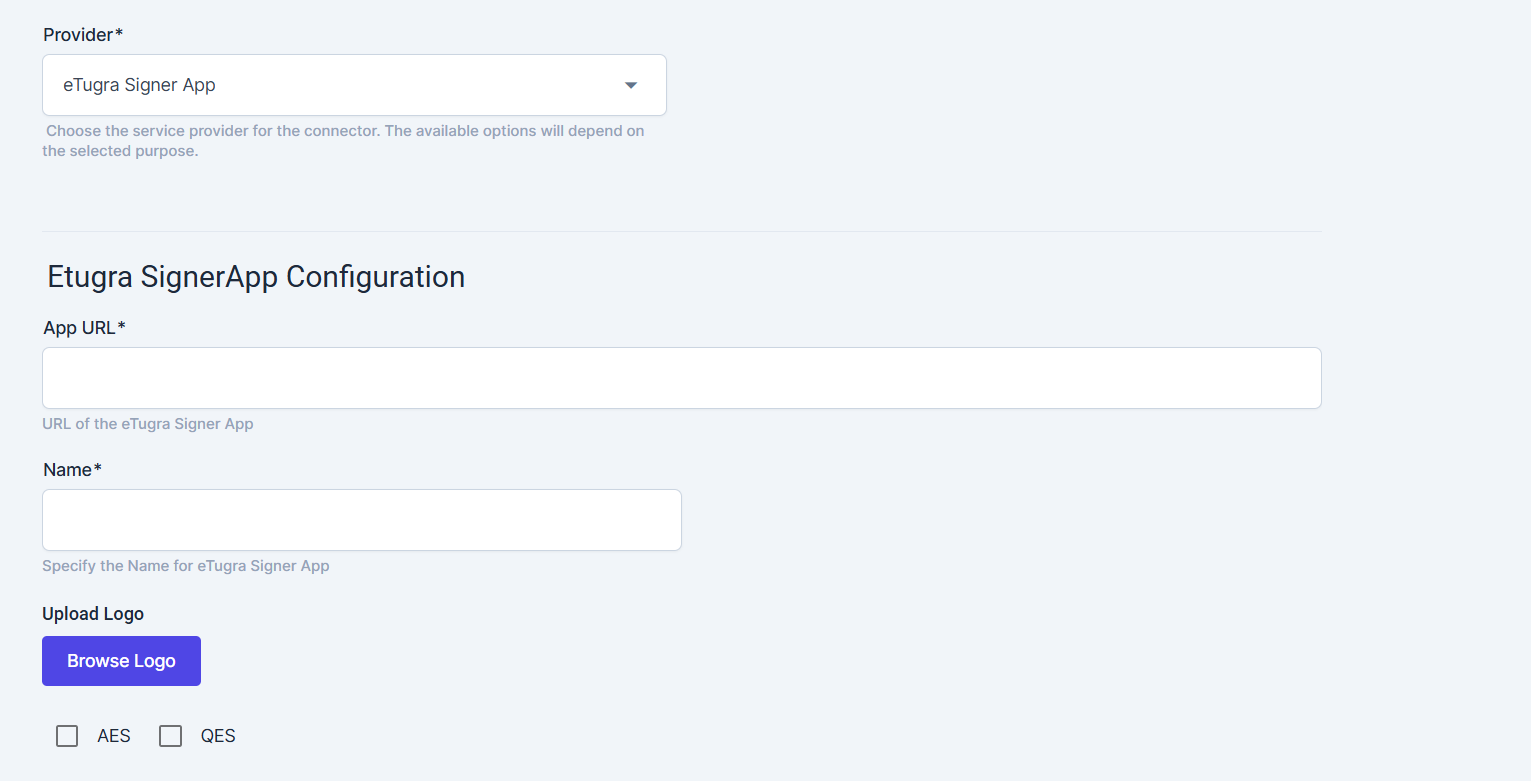 Provider*
eTugra Signer App
Choose the service provider for the connector. The available options will depend on
the selected purpose.
Etugra SignerApp Configuration
App URL*
URL of the eTugra Signer App
Name*
Specify the Name for eTugra Signer App
Upload Logo
Browse Logo
AES QES